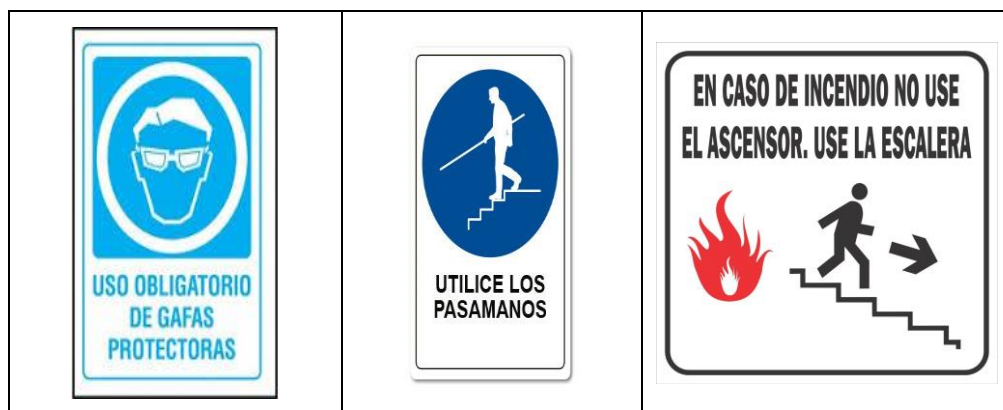 USO OBLIGATORIO
DE GAFAS
PROTECTORAS
UTILICE LOS
PASAMANOS
EN CASO DE INCENDIO NO USE
EL ASCENSOR. USE LA ESCALERA